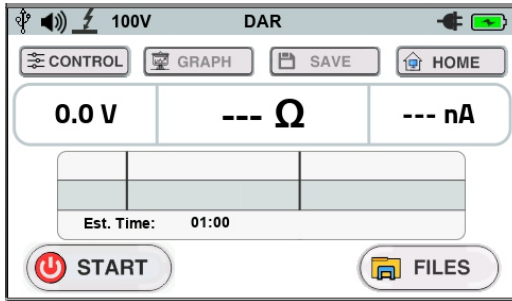 100V DAR
CONTROL GRAPH SAVE HOME
0.0 V --- Ω --- nA
Est. Time: 01:00
START FILES